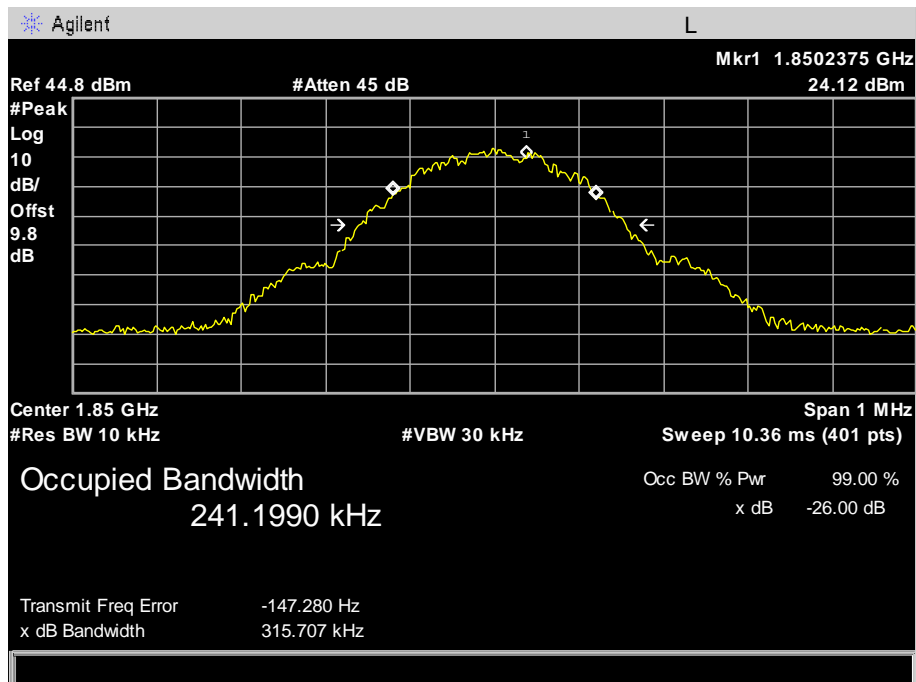 Agilent L
Mkr1 1.8502375 GHz
Ref 44.8 dBm #Atten 45 dB 24.12 dBm
#Peak
Log
10
dB/
Offst
9.8
dB
1
Center 1.85 GHz Span 1 MHz
#Res BW 10 kHz #VBW 30 kHz Sweep 10.36 ms (401 pts)
Occupied Bandwidth Occ BW % Pwr 99.00 %
241.1990 kHz x dB -26.00 dB
Transmit Freq Error -147.280 Hz
x dB Bandwidth 315.707 kHz